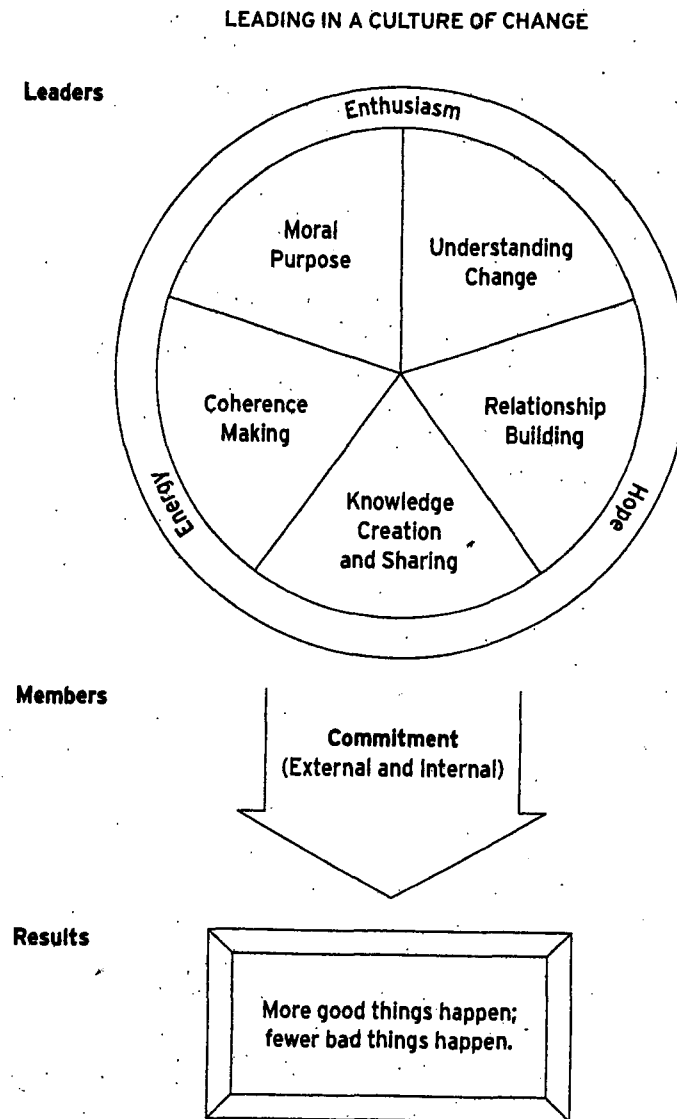 LEADING IN A CULTURE OF CHANGE
Leaders
Enthusiasm
Moral
Purpose
Understanding
Change
Coherence
Making
Relationship
Building
Knowledge
Creation
and Sharing
Energy
Hope
Members
Commitment
(External and Internal)
Results
More good things happen;
fewer bad things happen.